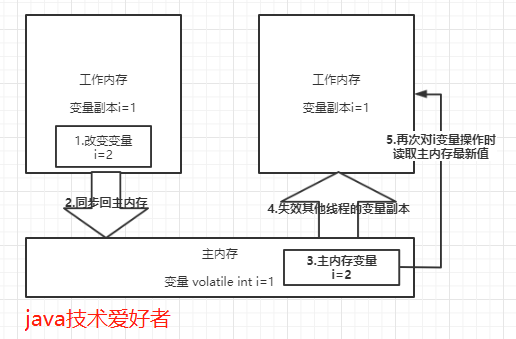 工作内存
变量副本i=1
1.改变变量
i=2
工作内存
变量副本i=1
2.同步回主内存
4.失效其他线程的变量副本
5.再次对i变量操作时
读取主内存最新值
主内存
变量 volatile int i=1
3.主内存变量
i=2
java技术爱好者